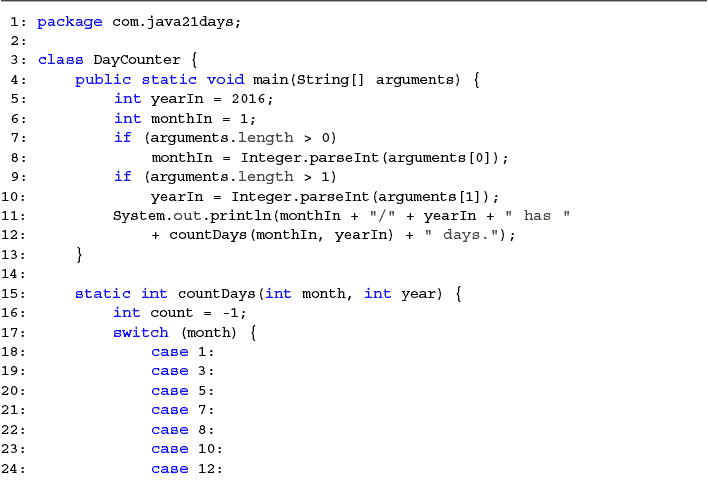 1: package com.java21days;
2:
3: class DayCounter {
4:     public static void main(String[] arguments) {
5:         int yearIn = 2016;
6:         int monthIn = 1;
7:         if (arguments.length > 0)
8:             monthIn = Integer.parseInt(arguments[0]);
9:         if (arguments.length > 1)
10:             yearIn = Integer.parseInt(arguments[1]);
11:         System.out.println(monthIn + "/" + yearIn + " has "
12:             + countDays(monthIn, yearIn) + " days.");
13:     }
14:
15:     static int countDays(int month, int year) {
16:         int count = -1;
17:         switch (month) {
18:             case 1:
19:             case 3:
20:             case 5:
21:             case 7:
22:             case 8:
23:             case 10:
24:             case 12: